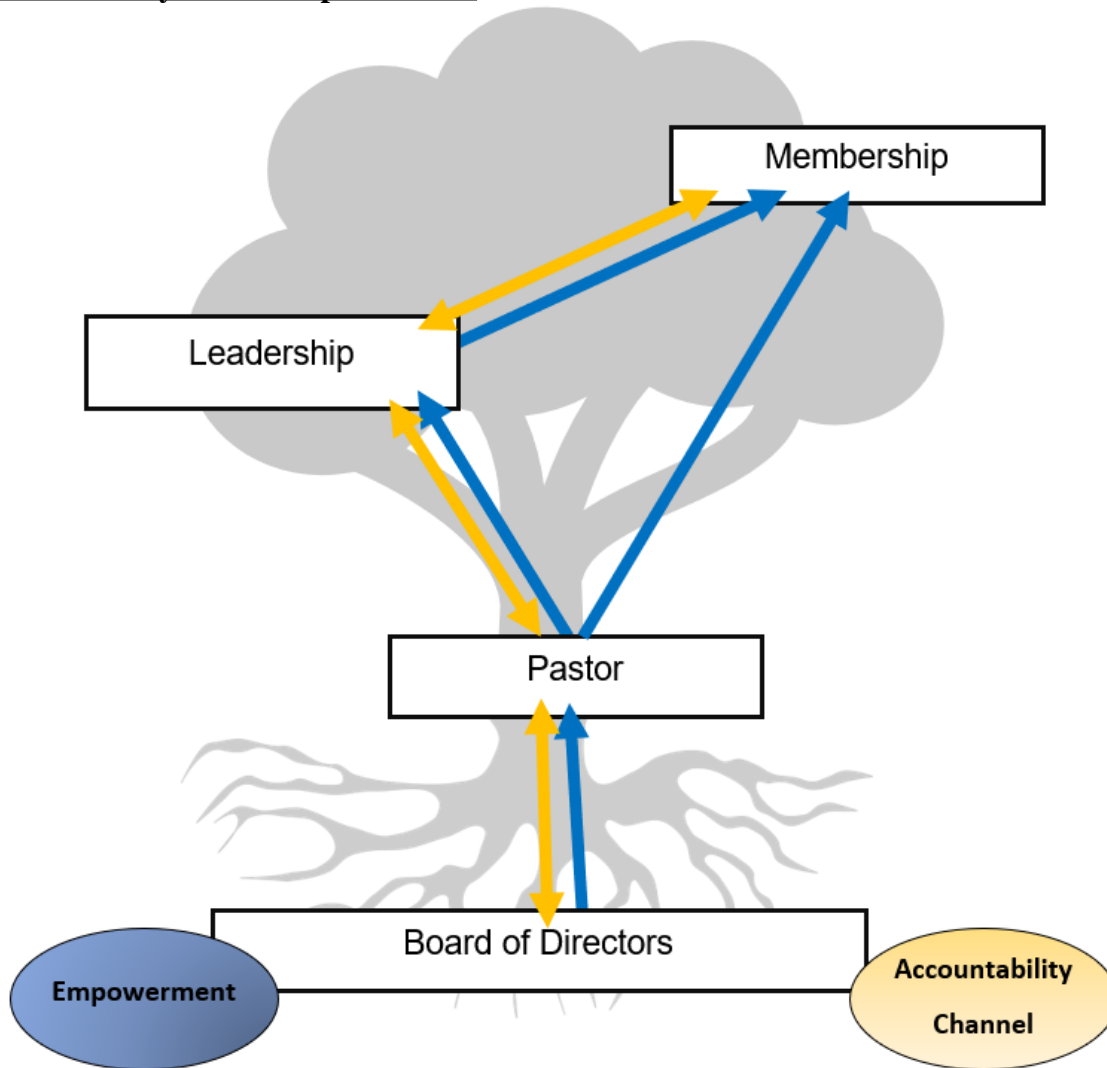 Membership
Leadership
Pastor
Board of Directors
Empowerment
Accountability
Channel